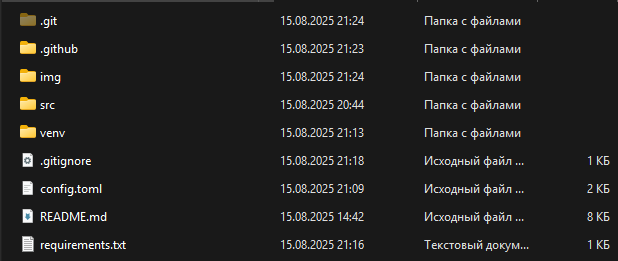 .git 15.08.2025 21:24 Папка с файлами
.github 15.08.2025 21:23 Папка с файлами
img 15.08.2025 21:24 Папка с файлами
src 15.08.2025 20:44 Папка с файлами
venv 15.08.2025 21:13 Папка с файлами
.gitignore 15.08.2025 21:18 Исходный файл ... 1 КБ
config.toml 15.08.2025 21:09 Исходный файл ... 2 КБ
README.md 15.08.2025 14:42 Исходный файл ... 8 КБ
requirements.txt 15.08.2025 21:16 Текстовый докум... 1 КБ